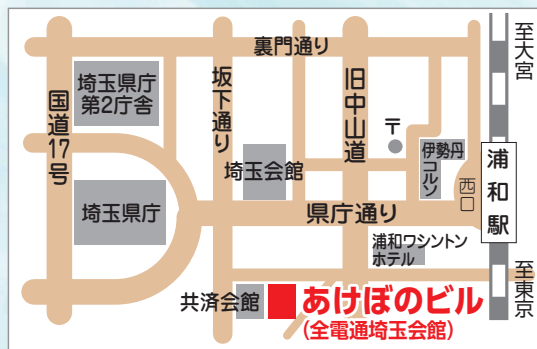 裏門通り
至大宮
埼玉県庁
第2庁舎
国道17号
坂下通り
旧中山道
〒
伊勢丹
コルソ
浦和駅
西口
埼玉会館
埼玉県庁
県庁通り
浦和ワシントン
ホテル
至東京
共済会館
あけぼのビル
(全電通埼玉会館)